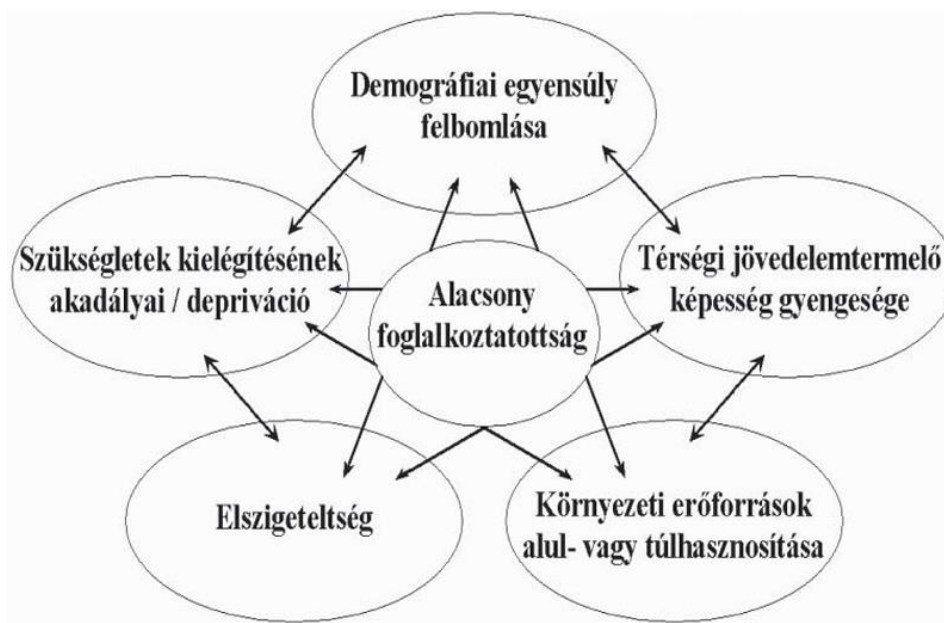 Demográfiai egyensúly
felbomlása
Szükségletek kielégítésének
akadályai / depriváció
Térségi jövedelemtermelő
képesség gyengesége
Alacsony
foglalkoztatottság
Elszigeteltség
Környezeti erőforrások
alul- vagy túlhasznosítása